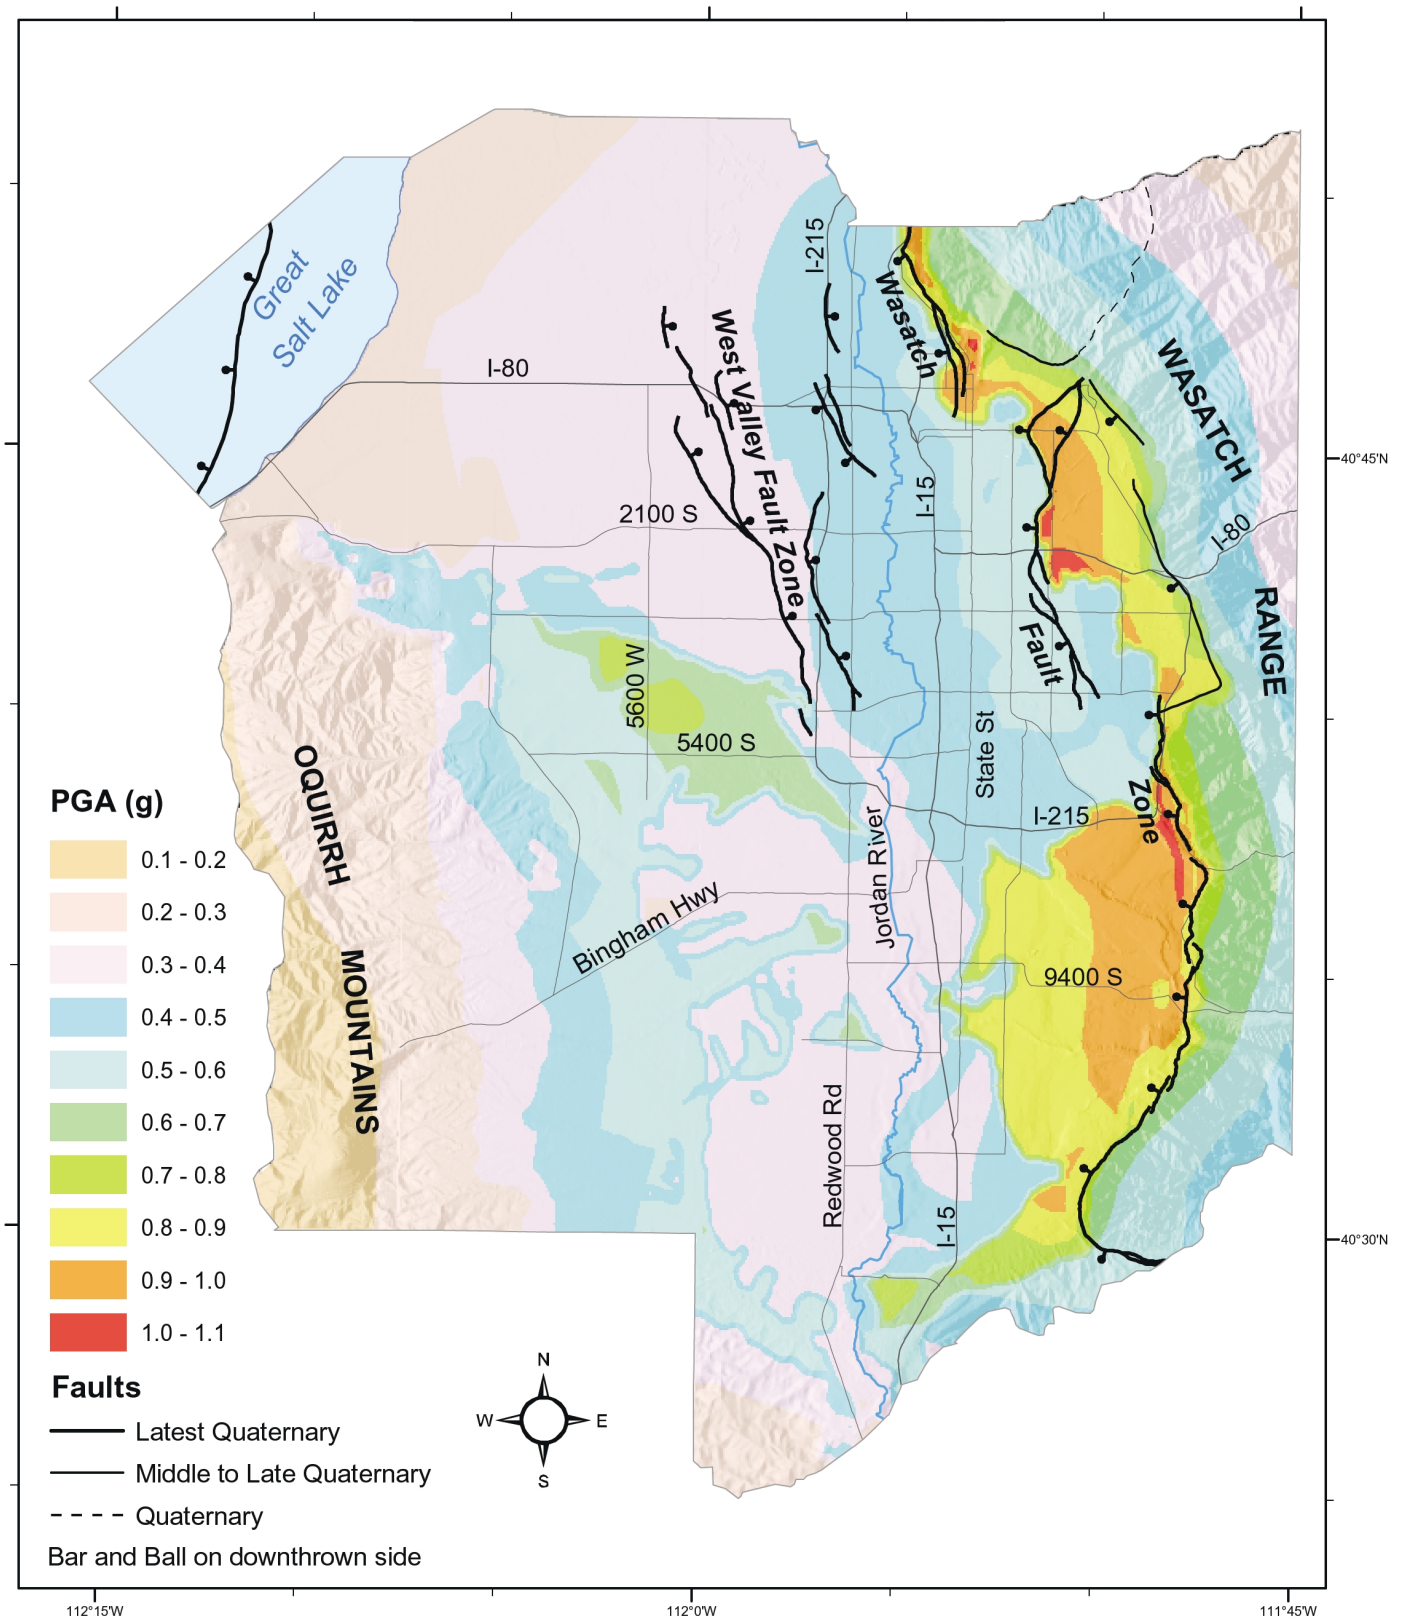 Great
Salt Lake
I-80
West Valley Fault Zone
I-215
Wasatch
WASATCH
RANGE
I-80
40°45'N
2100 S
I-15
Fault
5600 W
5400 S
State St
Zone
I-215
OQUIRRH
MOUNTAINS
Jordan River
Bingham Hwy
9400 S
Redwood Rd
I-15
40°30'N
PGA (g)
0.1 - 0.2
0.2 - 0.3
0.3 - 0.4
0.4 - 0.5
0.5 - 0.6
0.6 - 0.7
0.7 - 0.8
0.8 - 0.9
0.9 - 1.0
1.0 - 1.1
Faults
Latest Quaternary
Middle to Late Quaternary
Quaternary
Bar and Ball on downthrown side
N
W
E
S
112°15'W
112°0'W
111°45'W